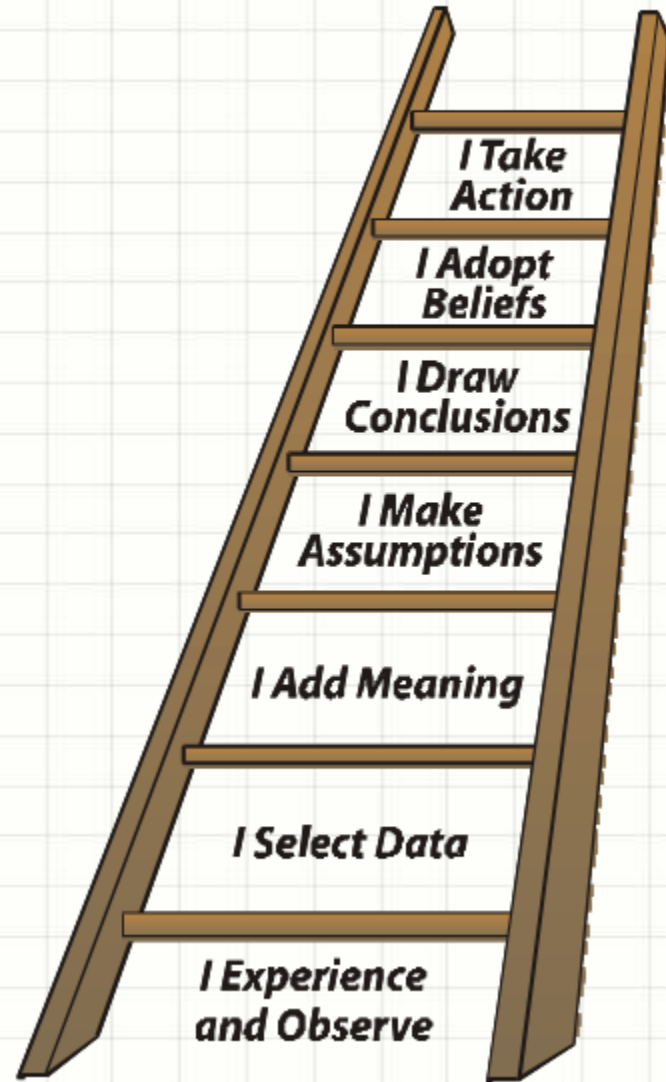 I Take
Action
I Adopt
Beliefs
I Draw
Conclusions
I Make
Assumptions
I Add Meaning
I Select Data
I Experience
and Observe